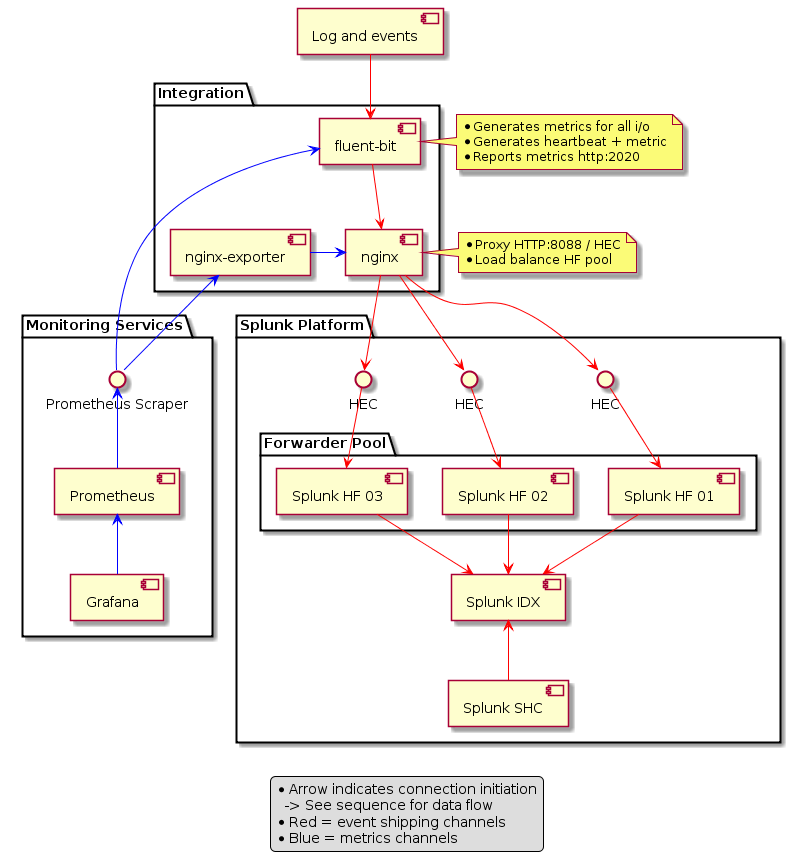 Log and events
Integration
fluent-bit
•Generates metrics for all i/o
•Generates heartbeat + metric
•Reports metrics http:2020
nginx-exporter
nginx
•Proxy HTTP:8088 / HEC
•Load balance HF pool
Monitoring Services
Splunk Platform
Prometheus Scraper
HEC
HEC
HEC
Forwarder Pool
Prometheus
Splunk HF 03
Splunk HF 02
Splunk HF 01
Grafana
Splunk IDX
Splunk SHC
•Arrow indicates connection initiation
-> See sequence for data flow
•Red = event shipping channels
•Blue = metrics channels